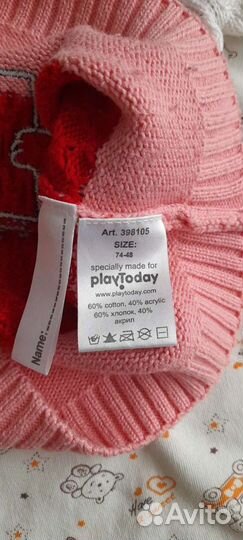 Art. 398105
SIZE:
74-48
specially made for
playToday
www.playtoday.com
60% cotton, 40% acrylic
60% хлопок, 40%
акрил
Name:
Avito